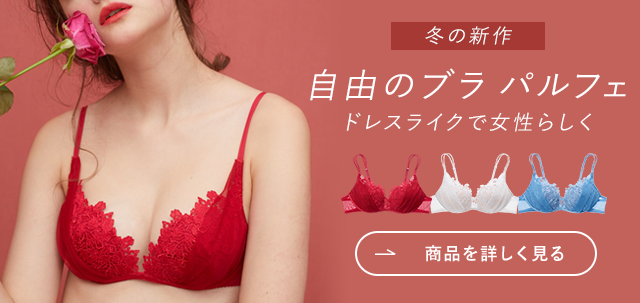 冬の新作
自由のブラ パルフェ
ドレスライクで女性らしく
商品を詳しく見る